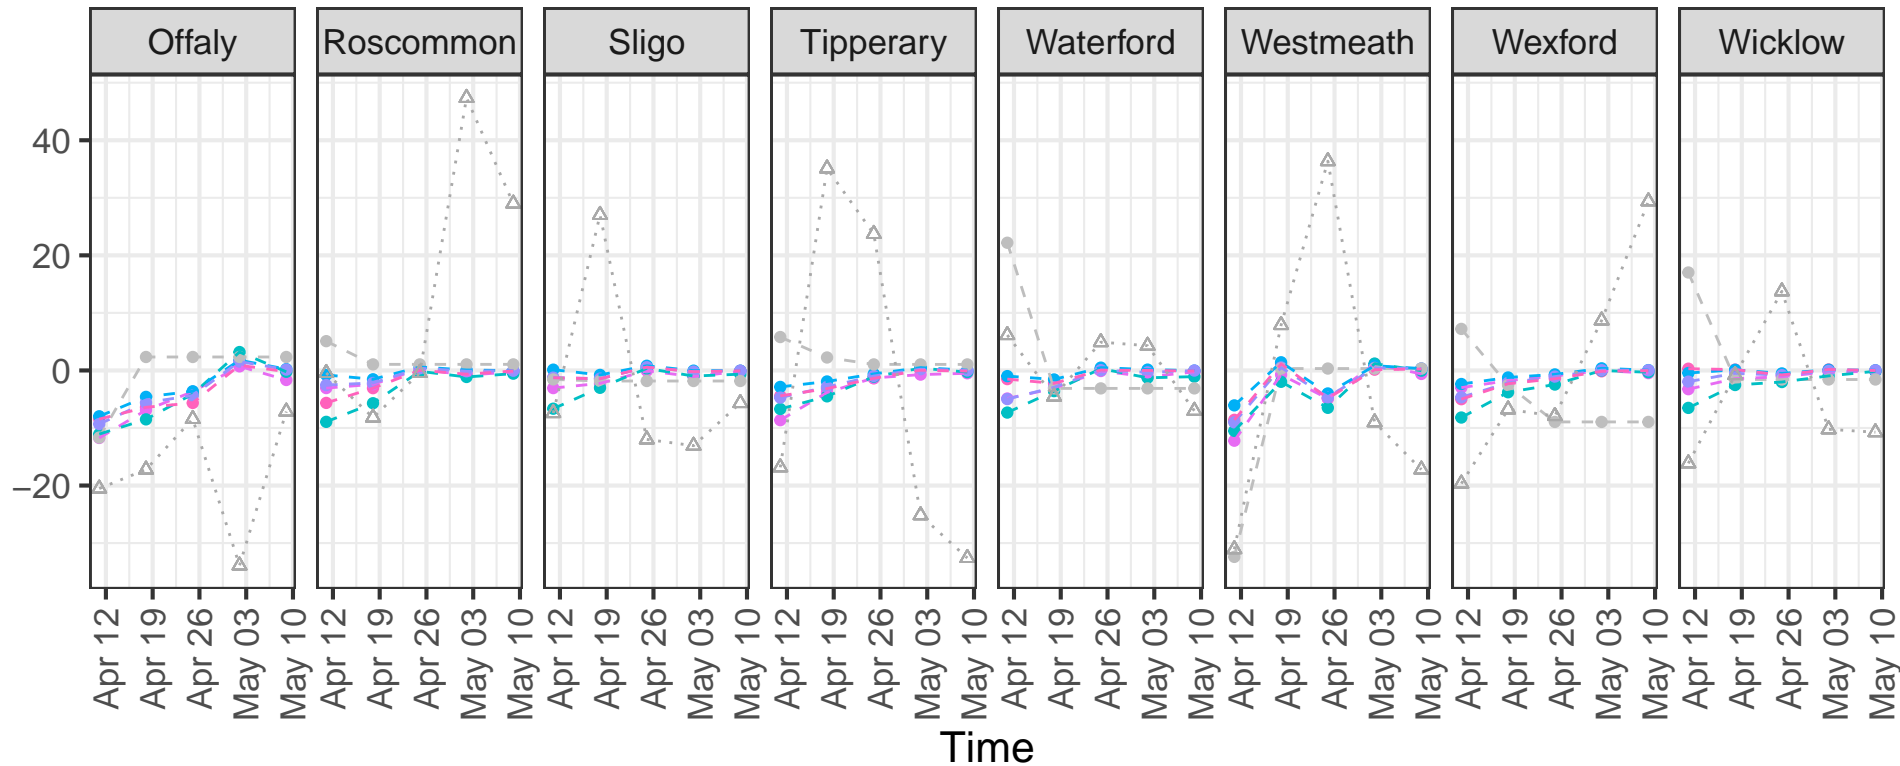 Offaly Roscommon Sligo Tipperary Waterford Westmeath Wexford Wicklow
40
20
0
−20
Apr 12 Apr 19 Apr 26 May 03 May 10 Apr 12 Apr 19 Apr 26 May 03 May 10 Apr 12 Apr 19 Apr 26 May 03 May 10 Apr 12 Apr 19 Apr 26 May 03 May 10 Apr 12 Apr 19 Apr 26 May 03 May 10 Apr 12 Apr 19 Apr 26 May 03 May 10 Apr 12 Apr 19 Apr 26 May 03 May 10 Apr 12 Apr 19 Apr 26 May 03 May 10
Time